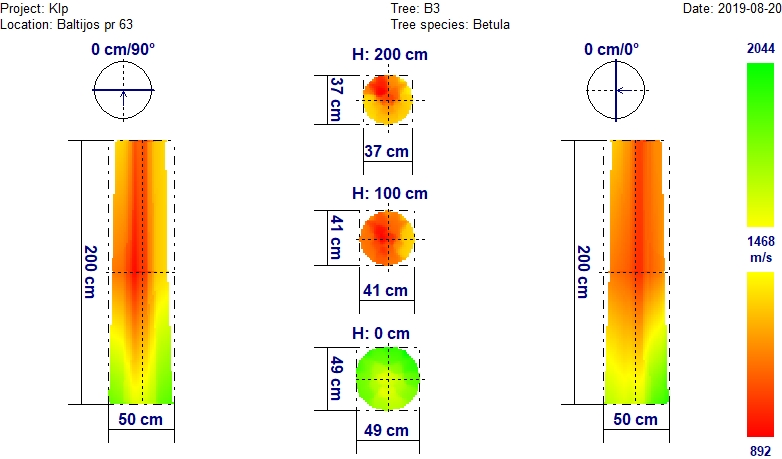 Project: Klp
Tree: B3
Date: 2019-08-20
Location: Baltijos pr 63
Tree species: Betula
0 cm/90°
H: 200 cm
0 cm/0°
2044
37 cm
37 cm
H: 100 cm
41 cm
41 cm
200 cm
200 cm
1468
m/s
H: 0 cm
49 cm
49 cm
50 cm
50 cm
892